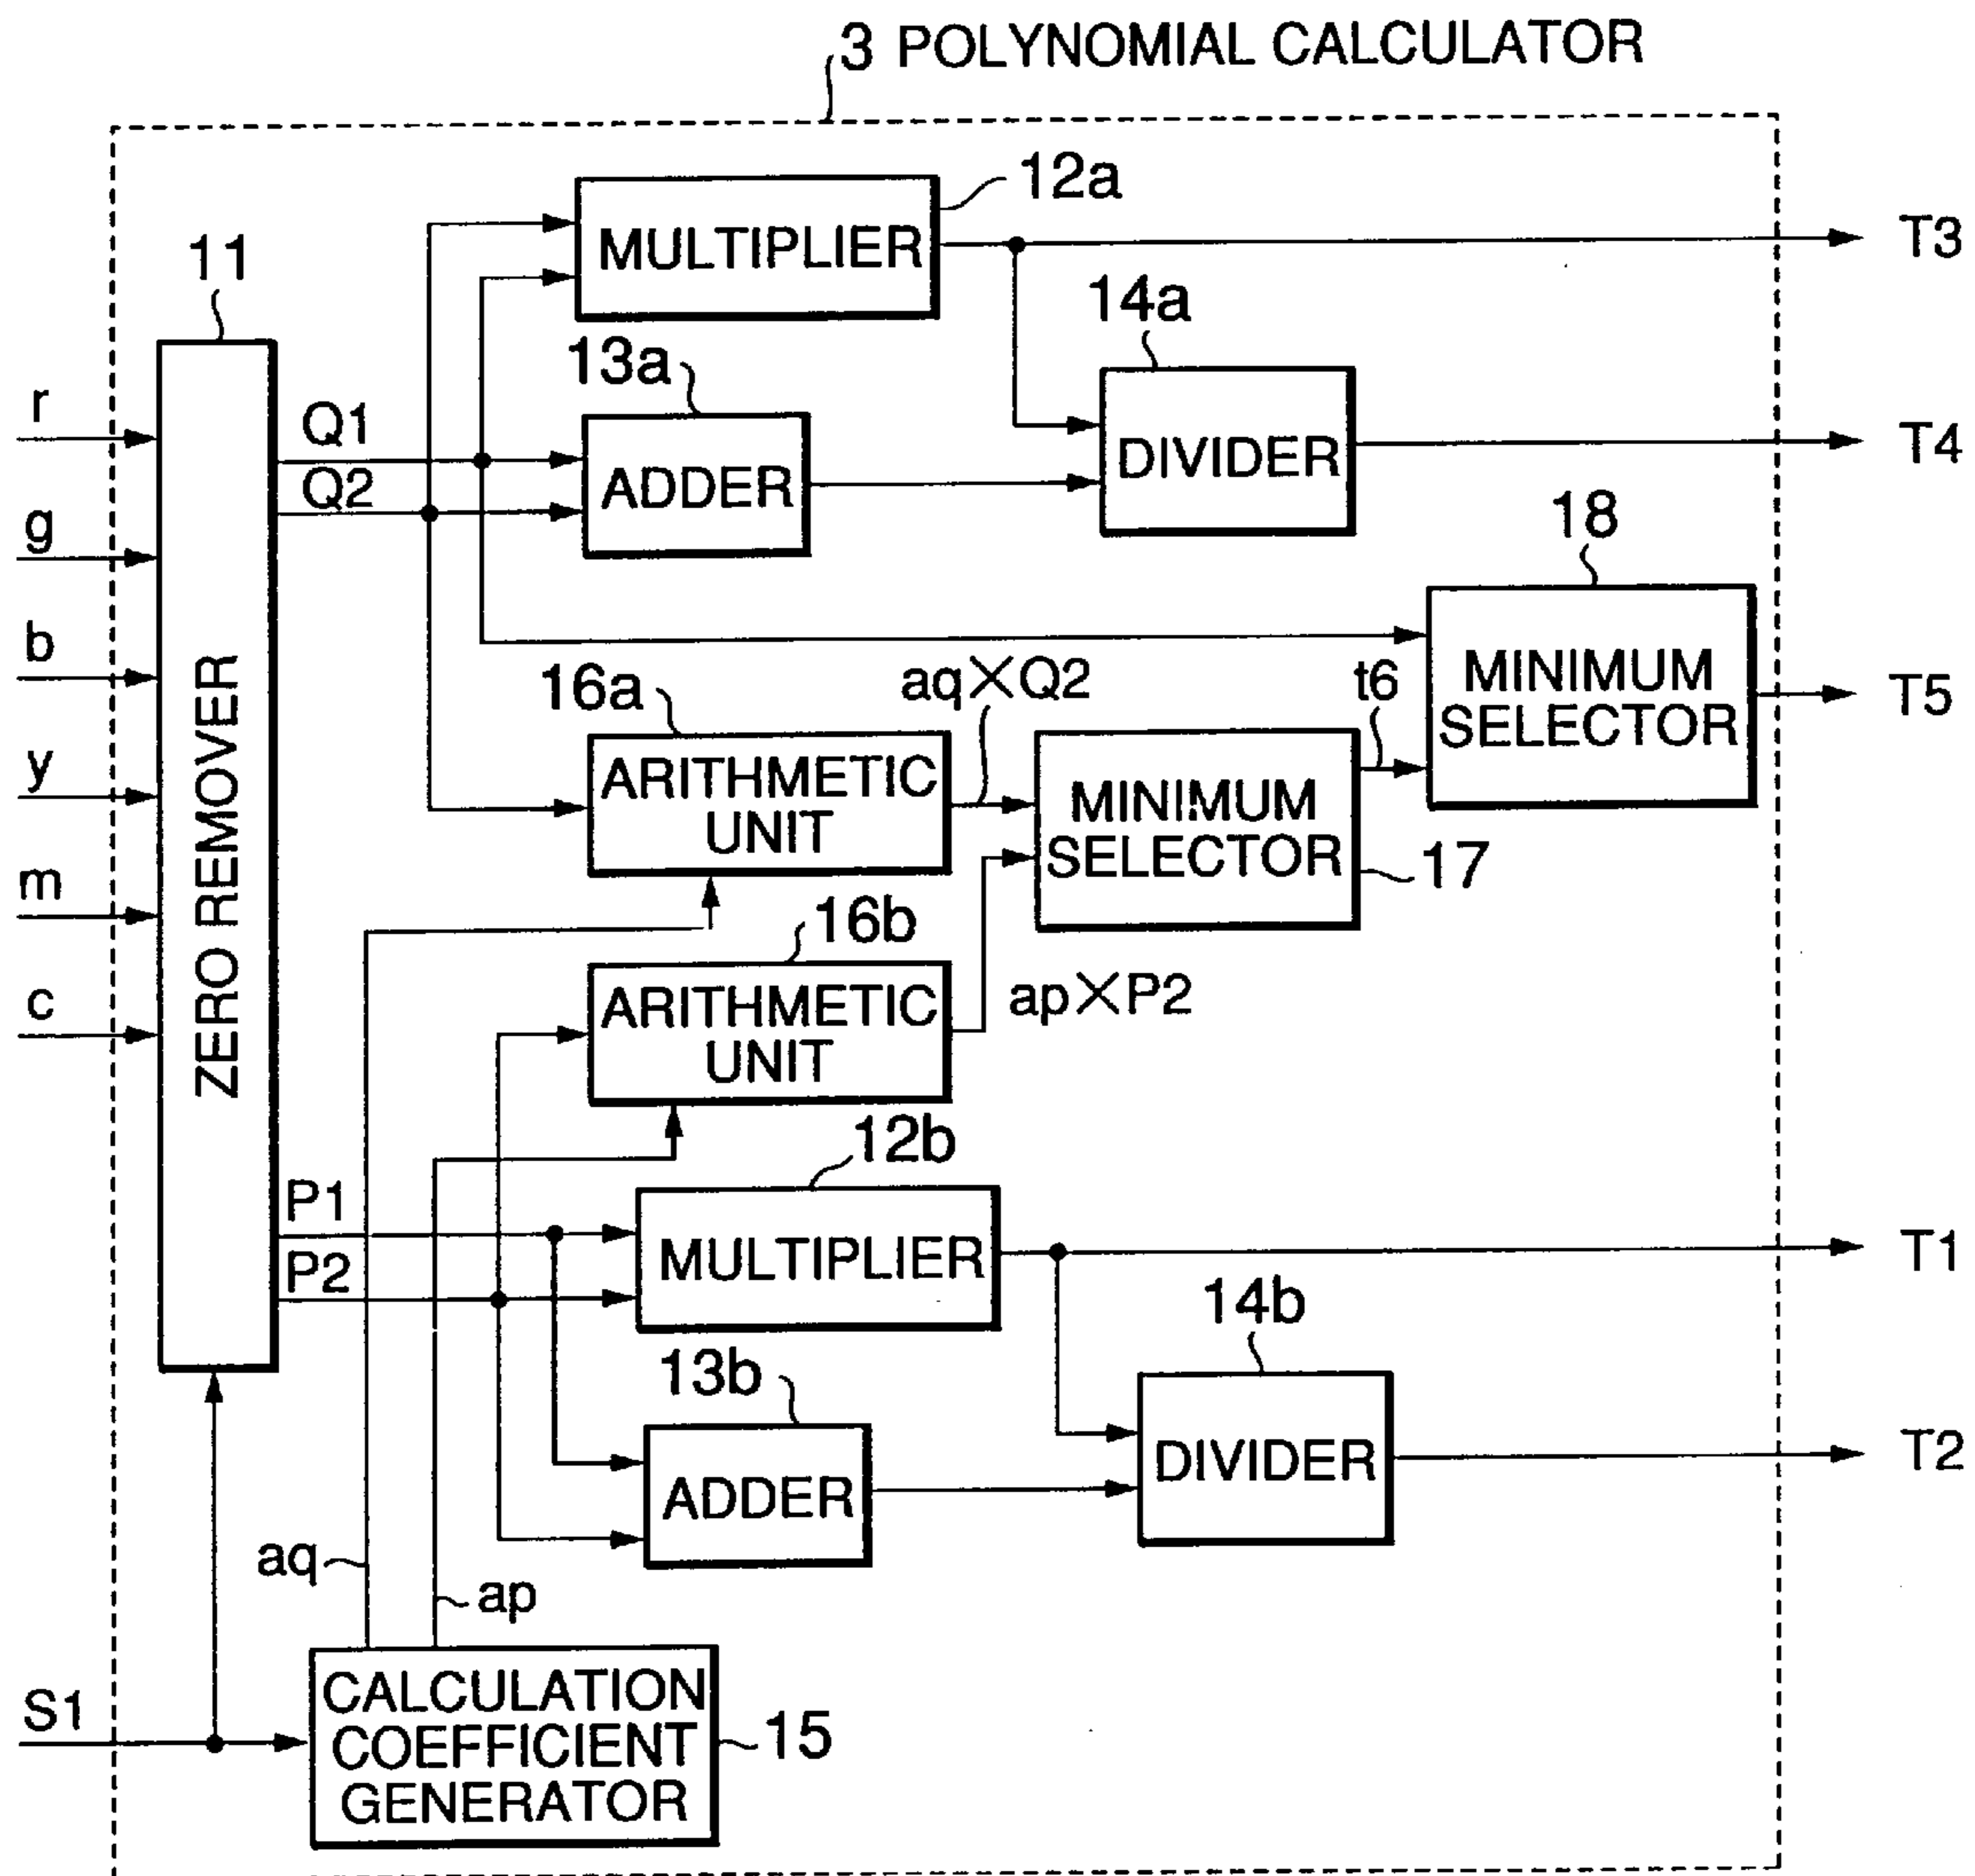 3 POLYNOMIAL CALCULATOR
12a
MULTIPLIER
T3
11
14a
13a
r
Q1
DIVIDER
T4
Q2
ADDER
g
18
b
16a
aq×Q2
t6
MINIMUM
SELECTOR
T5
ARITHMETIC
UNIT
y
MINIMUM
SELECTOR
17
ZERO REMOVER
m
16b
c
ARITHMETIC
UNIT
ap×P2
12b
P1
MULTIPLIER
T1
P2
14b
13b
DIVIDER
T2
ADDER
aq
ap
S1
CALCULATION
COEFFICIENT
GENERATOR
15